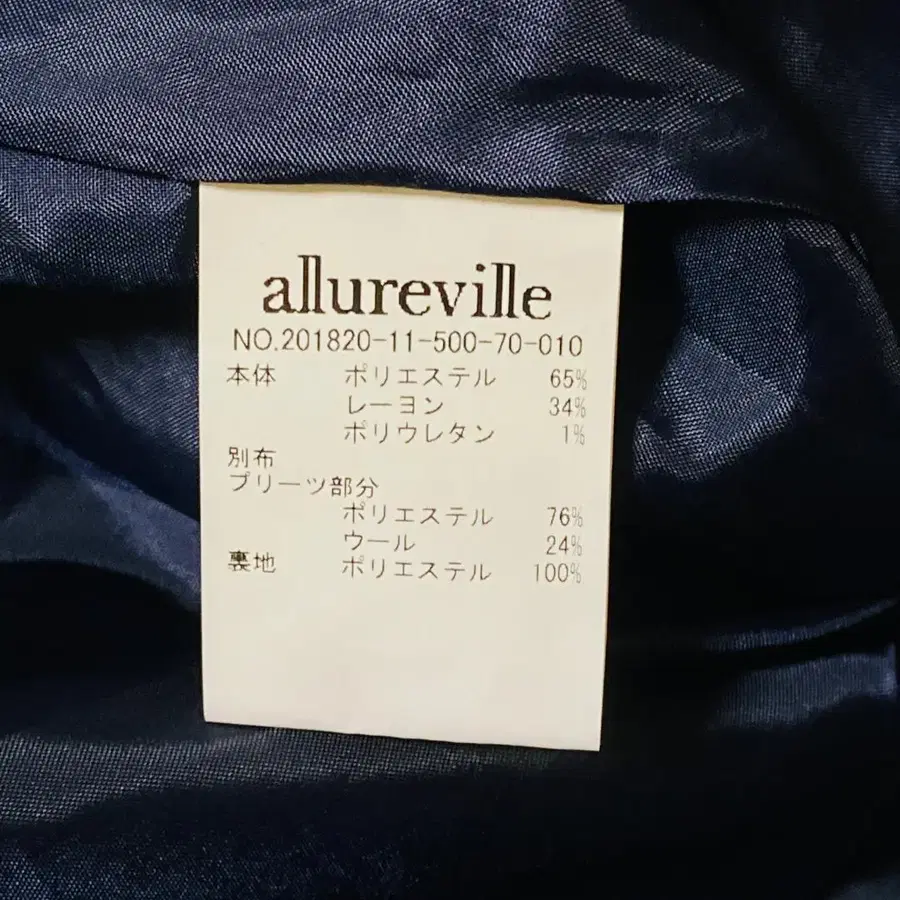 allureville
NO.201820-11-500-70-010
本体 ポリエステル 65%
レーヨン 34%
ポリウレタン 1%
別布
プリーツ部分
ポリエステル 76%
ウール 24%
裏地 ポリエステル 100%